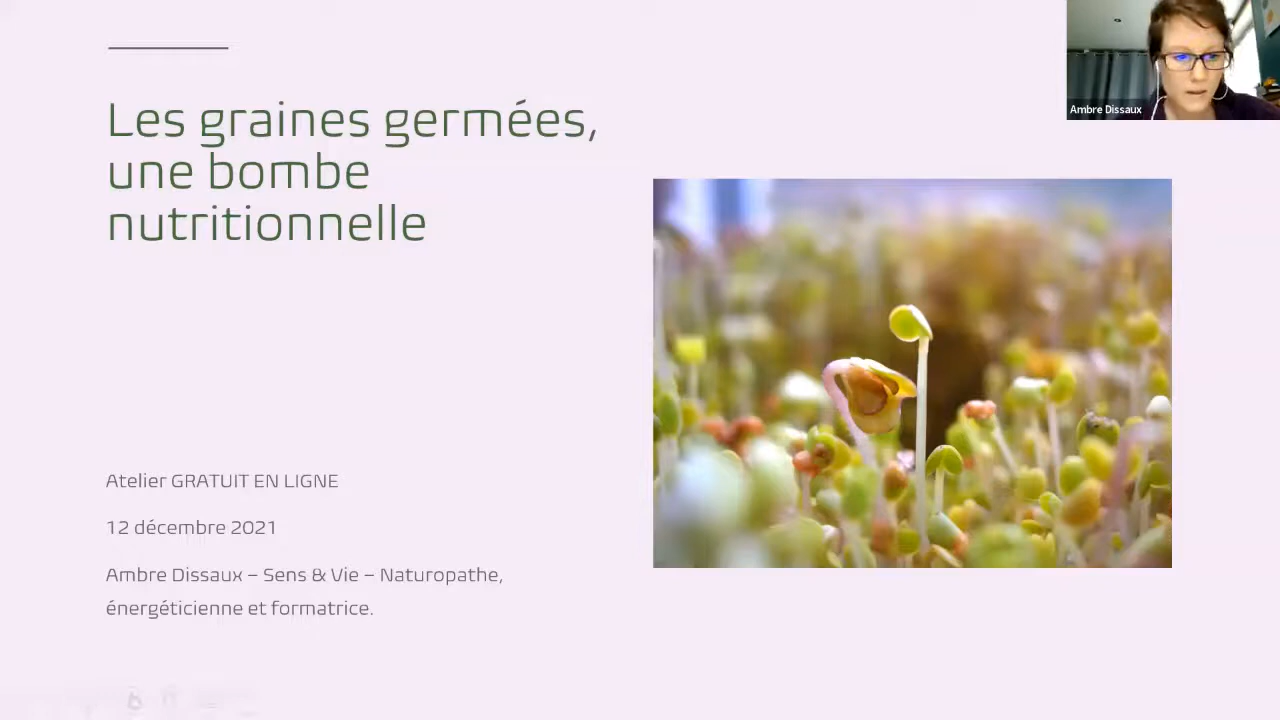 Les graines germées,
une bombe
nutritionnelle
Atelier GRATUIT EN LIGNE
12 décembre 2021
Ambre Dissaux – Sens & Vie – Naturopathe,
énergéticienne et formatrice.
Ambre Dissaux